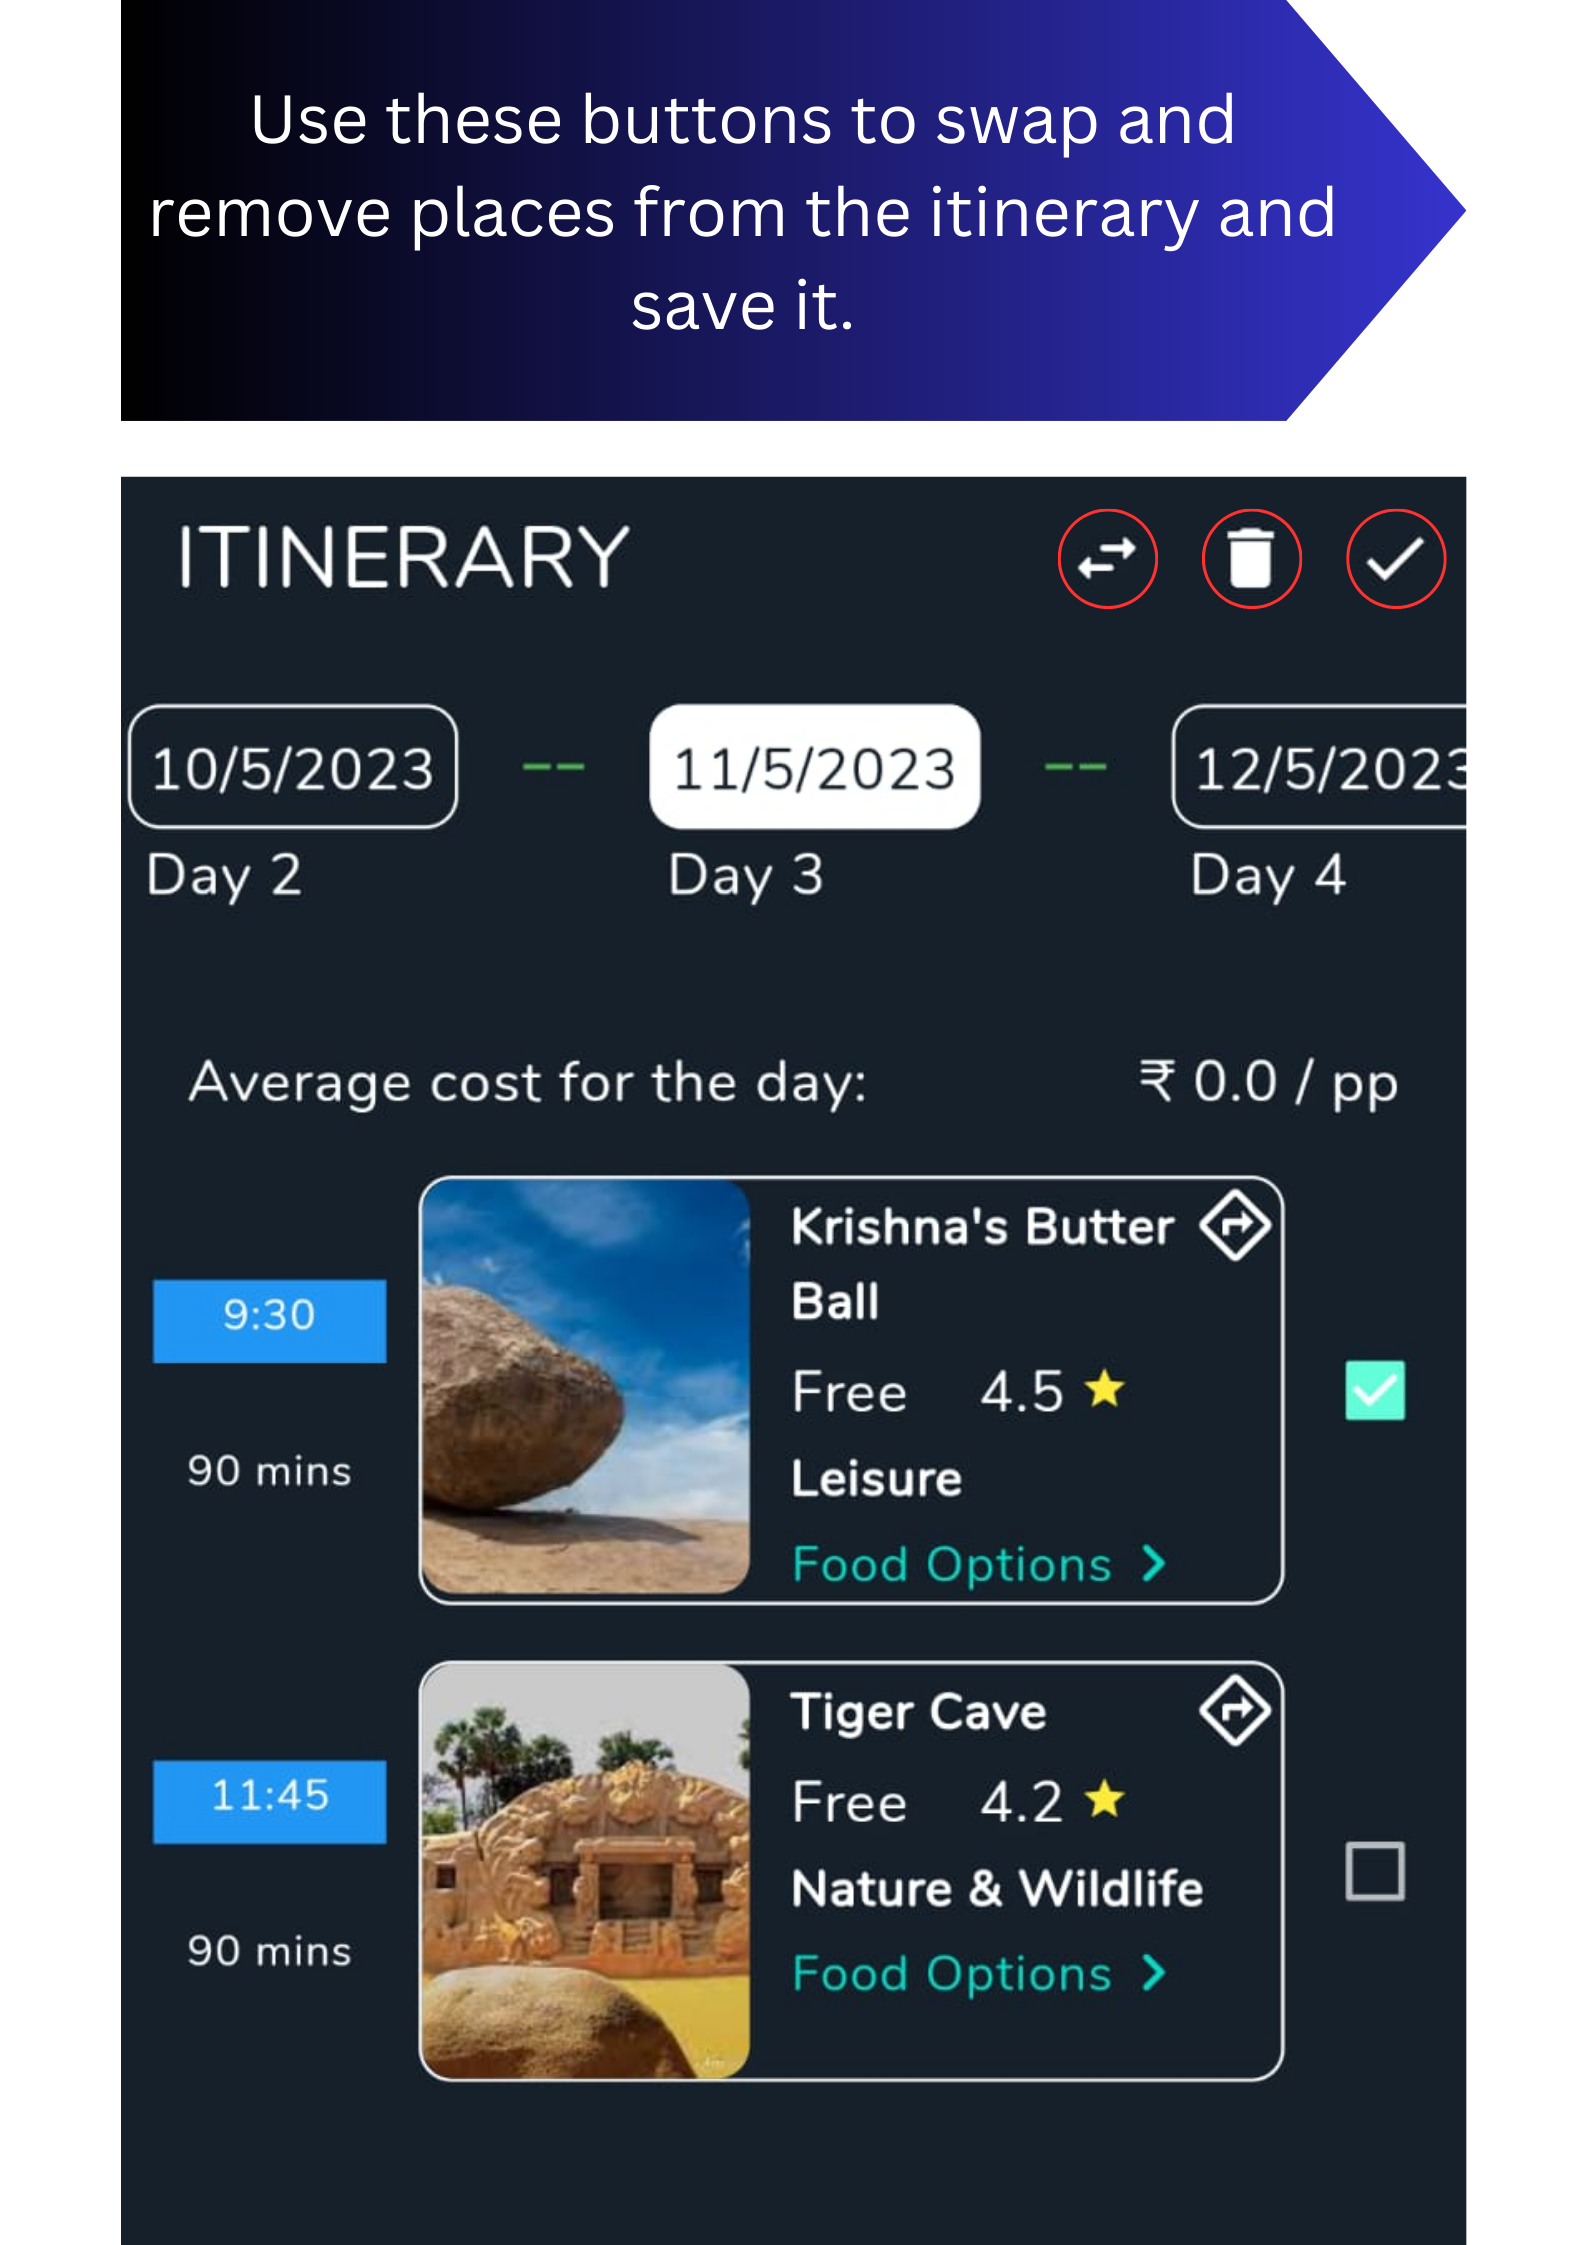 Use these buttons to swap and
remove places from the itinerary and
save it.
ITINERARY
10/5/2023 -- 11/5/2023 -- 12/5/2023
Day 2 Day 3 Day 4
Average cost for the day: ₹ 0.0 / pp
Krishna's Butter
Ball
9:30
Free 4.5
90 mins
Leisure
Food Options
Tiger Cave
11:45
Free 4.2
Nature & Wildlife
90 mins
Food Options